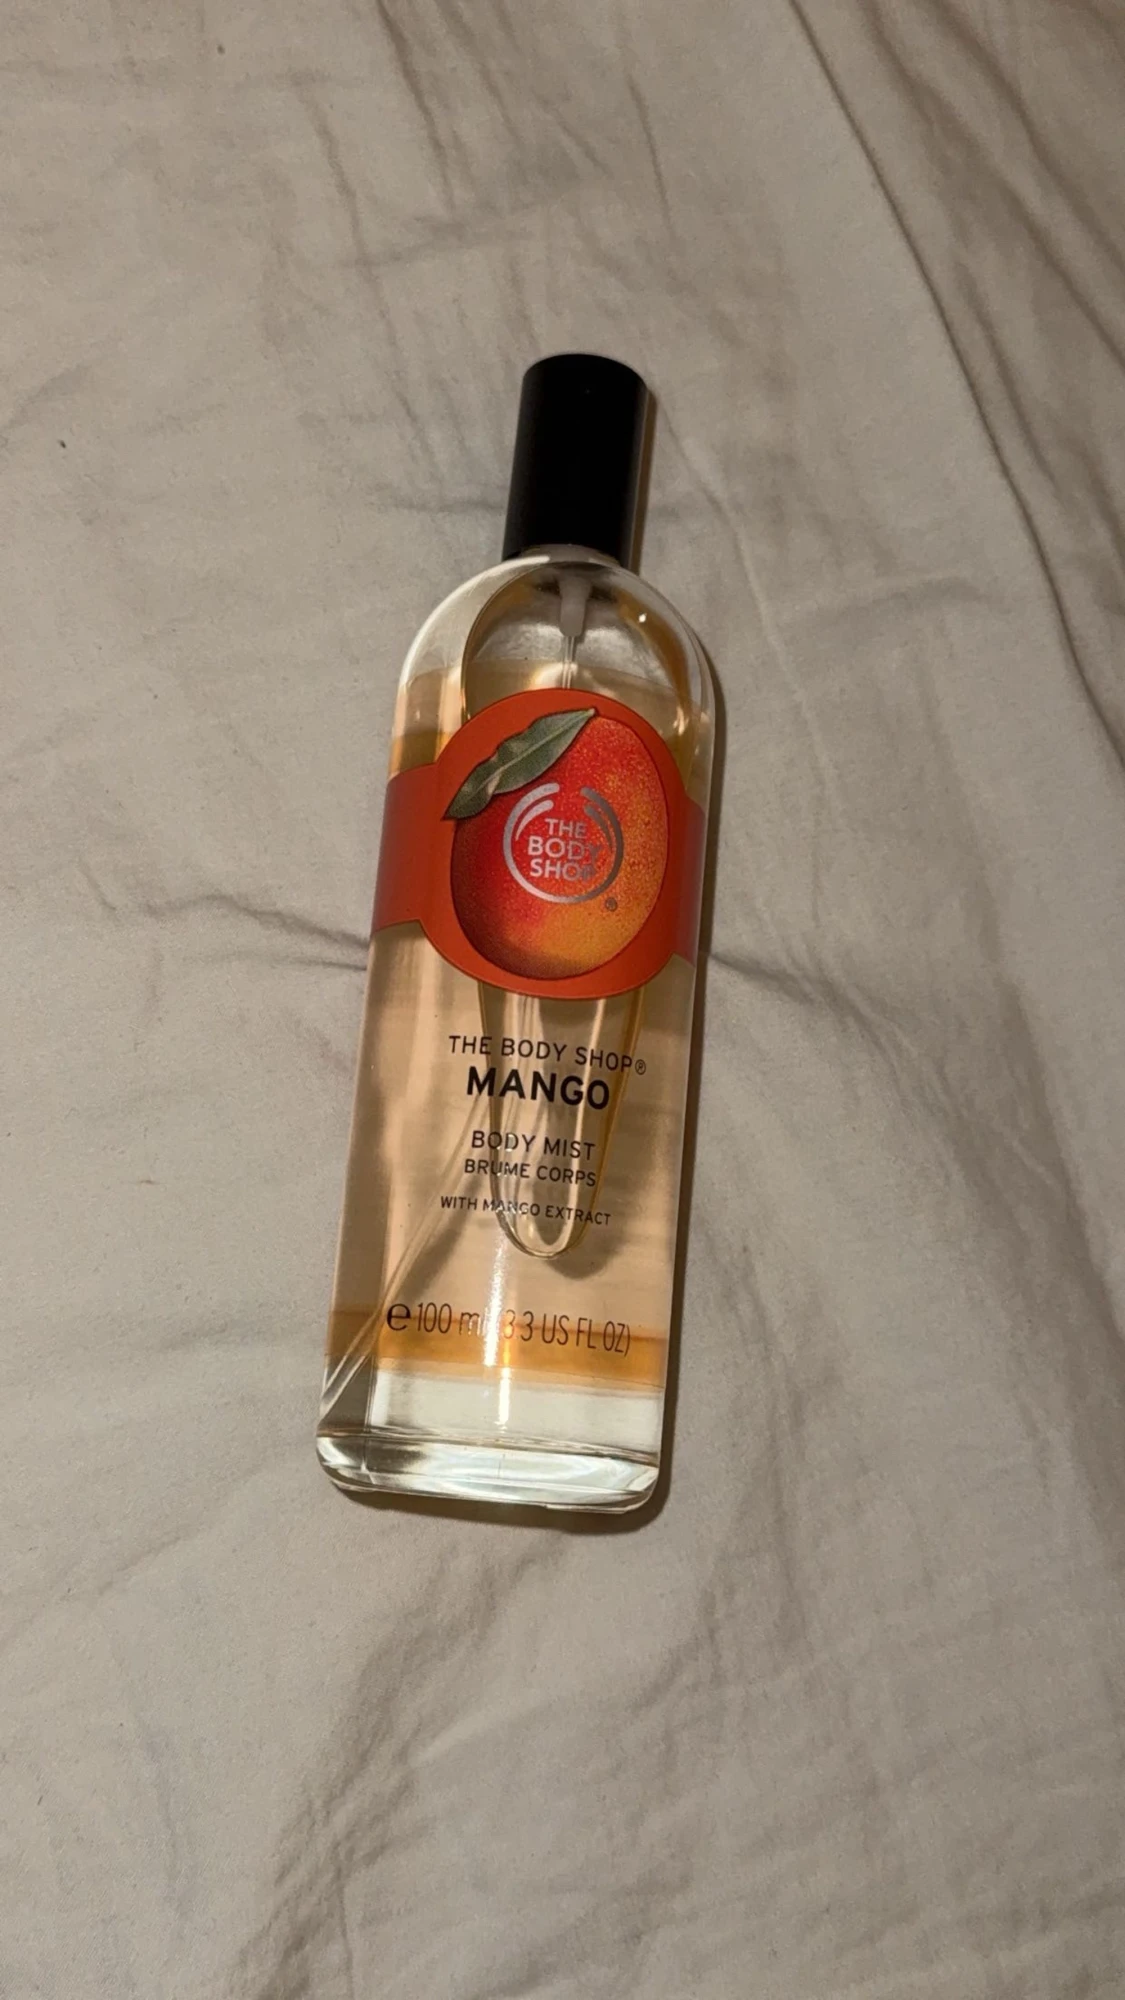 THE
BODY
SHOP
®
THE BODY SHOP®
MANGO
BODY MIST
BRUME CORPS
WITH MANGO EXTRACT
℮100 m 3 3 US FL OZ)